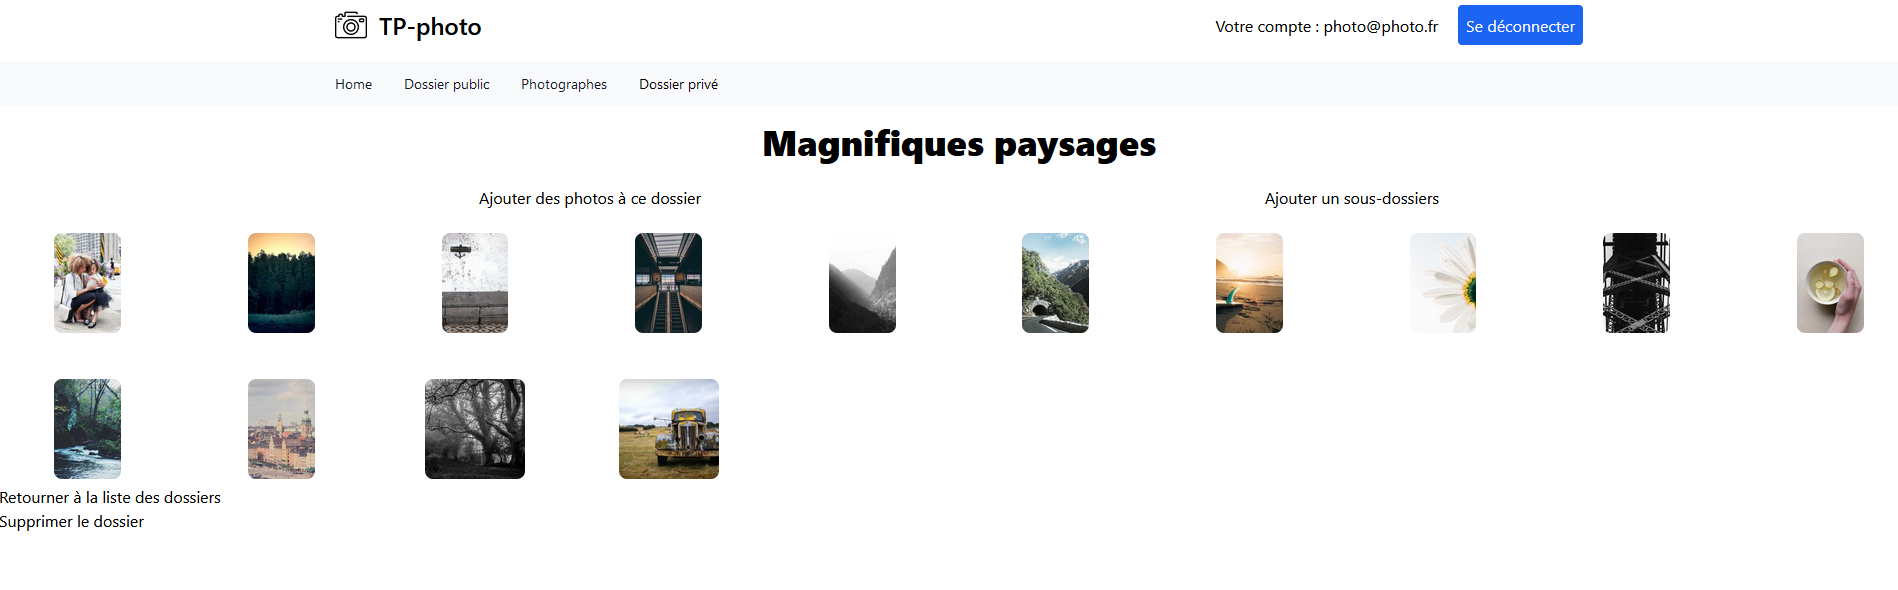 TP-photo
Votre compte : photo@photo.fr
Se déconnecter
Home
Dossier public
Photographes
Dossier privé
Magnifiques paysages
Ajouter des photos à ce dossier
Ajouter un sous-dossiers
Retourner à la liste des dossiers
Supprimer le dossier